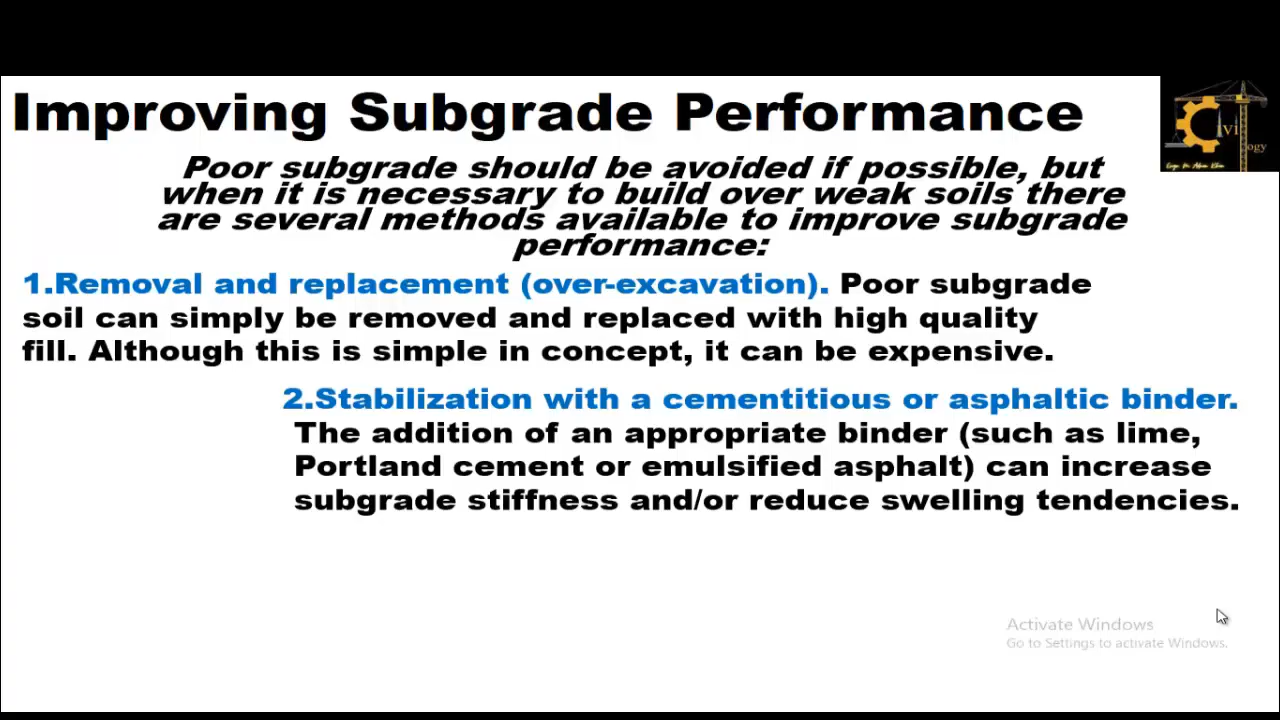 Improving Subgrade Performance
ivi
logy
Engr. M. Adnan Khan
Poor subgrade should be avoided if possible, but
when it is necessary to build over weak soils there
are several methods available to improve subgrade
performance:
1.Removal and replacement (over-excavation). Poor subgrade
soil can simply be removed and replaced with high quality
fill. Although this is simple in concept, it can be expensive.
2.Stabilization with a cementitious or asphaltic binder.
The addition of an appropriate binder (such as lime,
Portland cement or emulsified asphalt) can increase
subgrade stiffness and/or reduce swelling tendencies.
Activate Windows
Go to Settings to activate Windows.